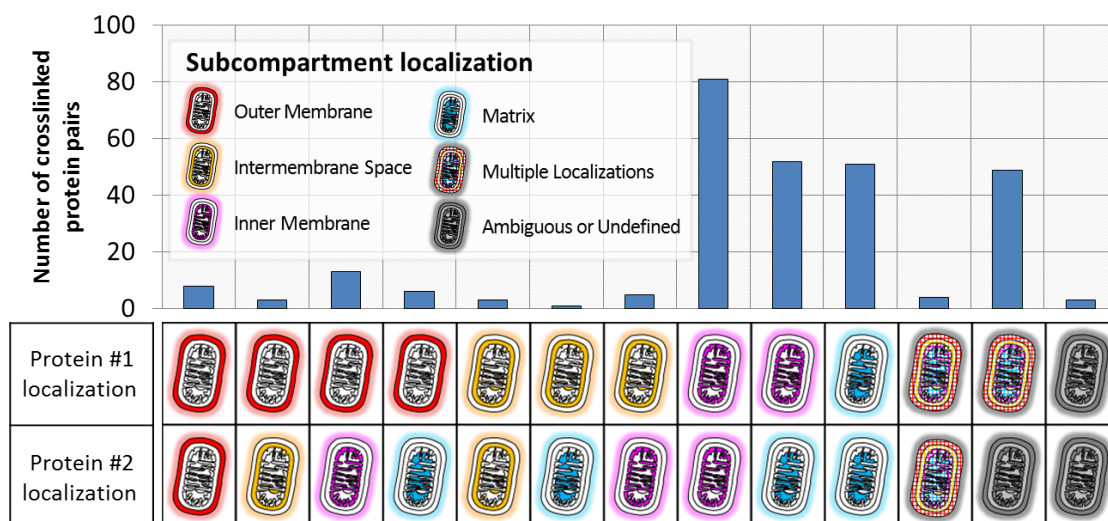 100
80
60
40
20
0
Number of crosslinked
protein pairs
Subcompartment localization
Outer Membrane
Intermembrane Space
Inner Membrane
Matrix
Multiple Localizations
Ambiguous or Undefined
Protein #1
localization
Protein #2
localization